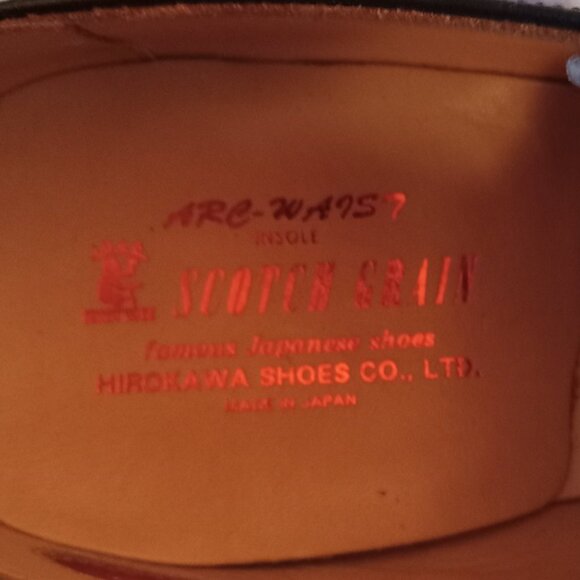 ARC-WAIST
INSOLE
SCOTCH GRAIN
famous Japanese shoes
HIROKAWA SHOES CO., LTD.
MADE IN JAPAN